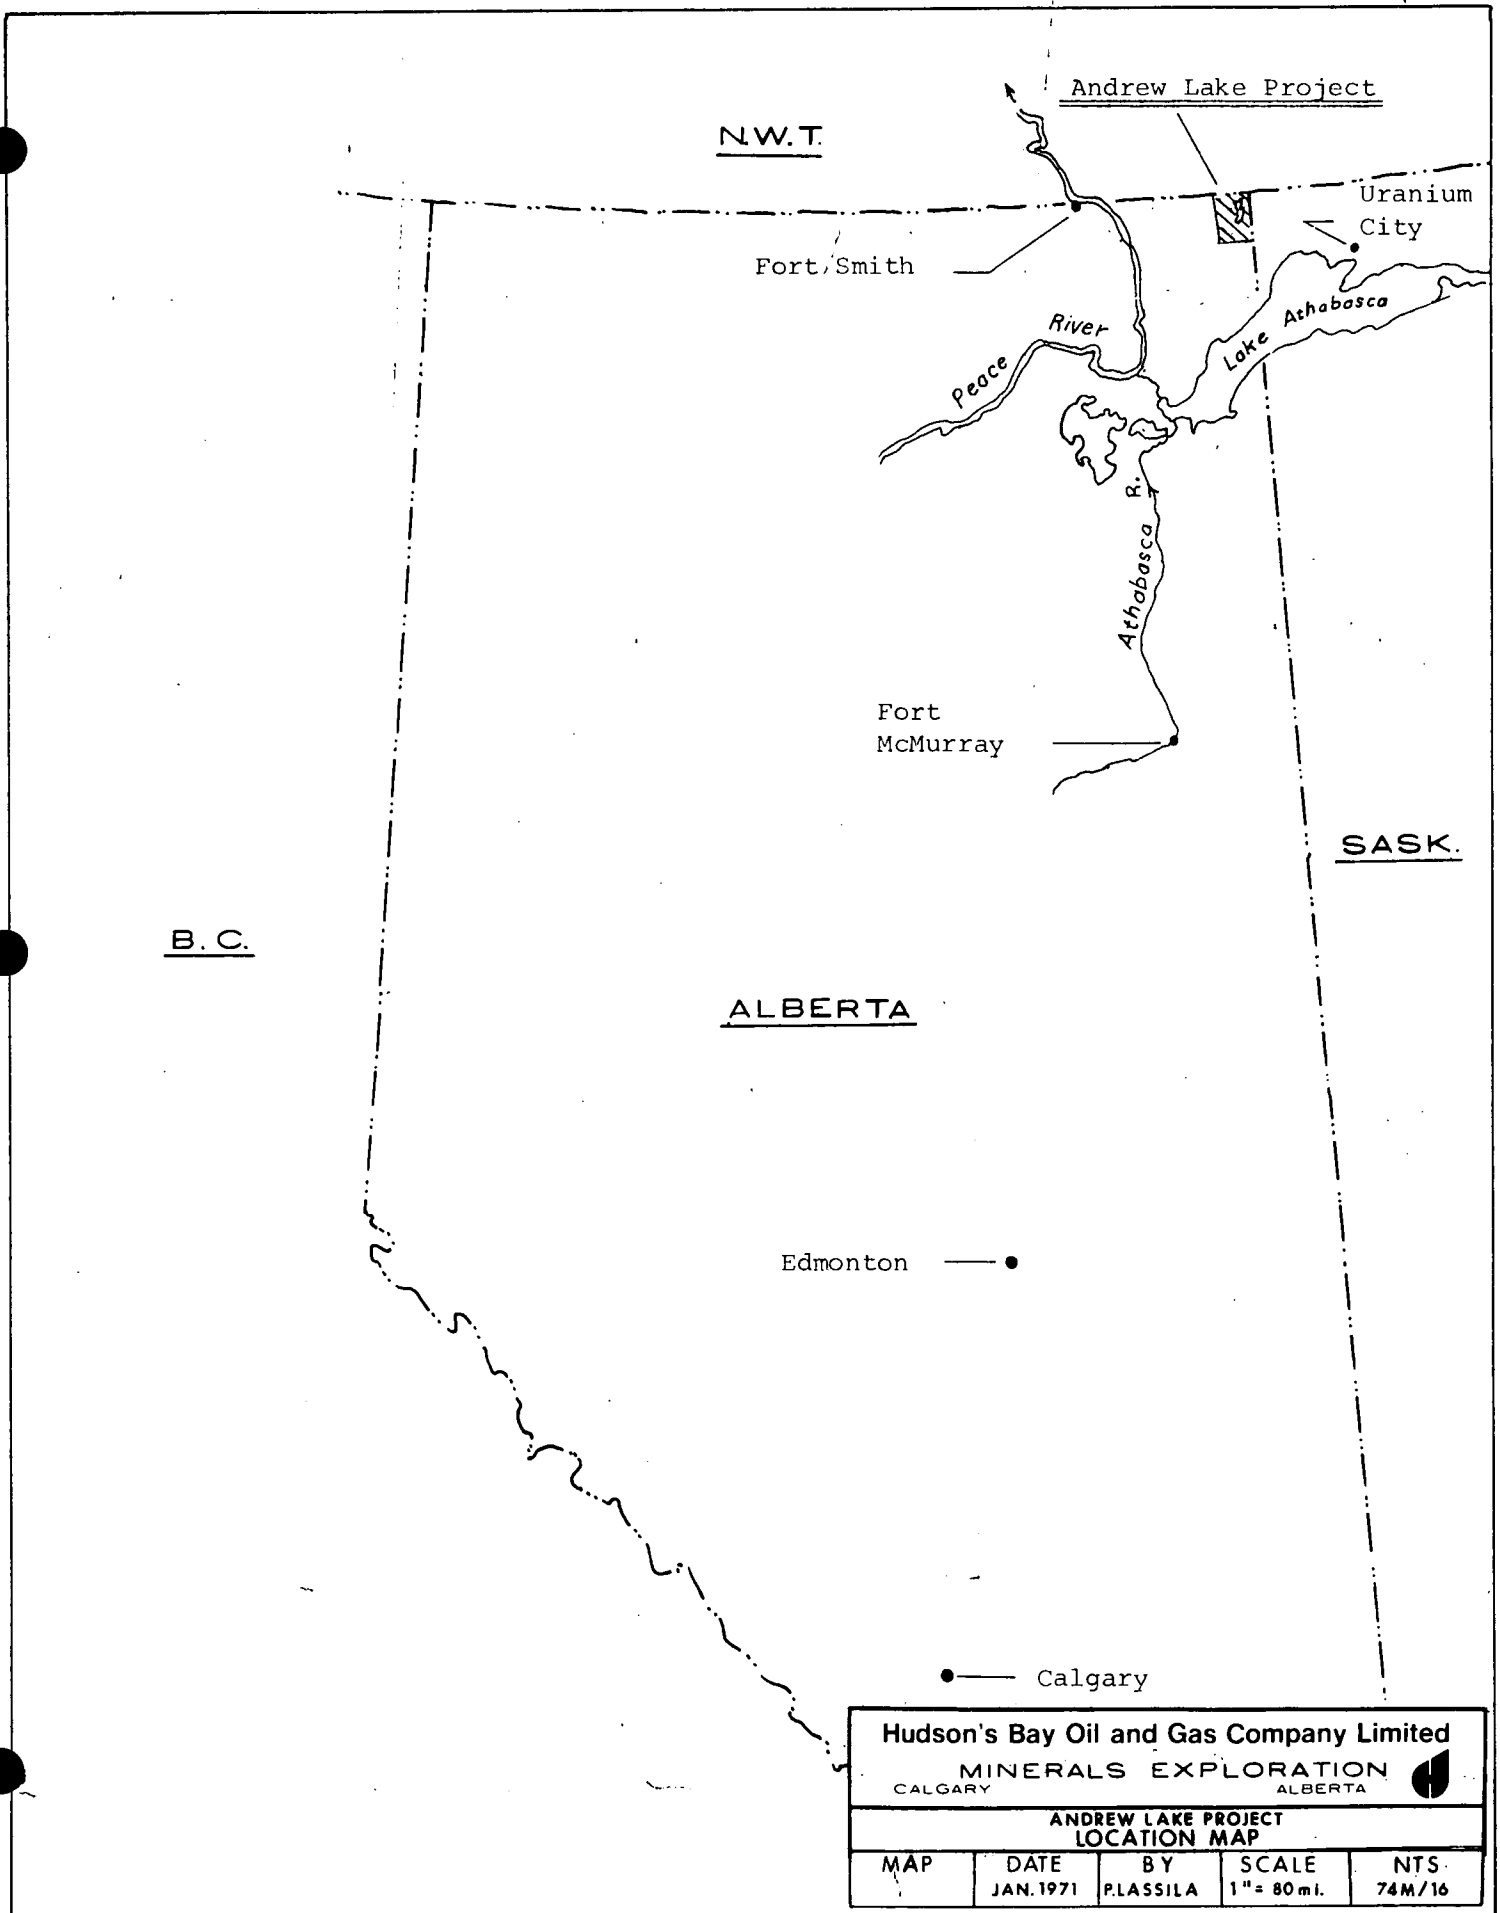 Andrew Lake Project
N.W.T.
Uranium
City
Fort Smith
Peace River
Lake Athabasca
Athabasca R.
Fort
McMurray
SASK.
B.C.
ALBERTA
Edmonton
Calgary
Hudson's Bay Oil and Gas Company Limited
MINERALS EXPLORATION
CALGARY ALBERTA
ANDREW LAKE PROJECT
LOCATION MAP
MAP DATE BY SCALE NTS
JAN. 1971 P.LASSILA 1" = 80 mi. 74M/16